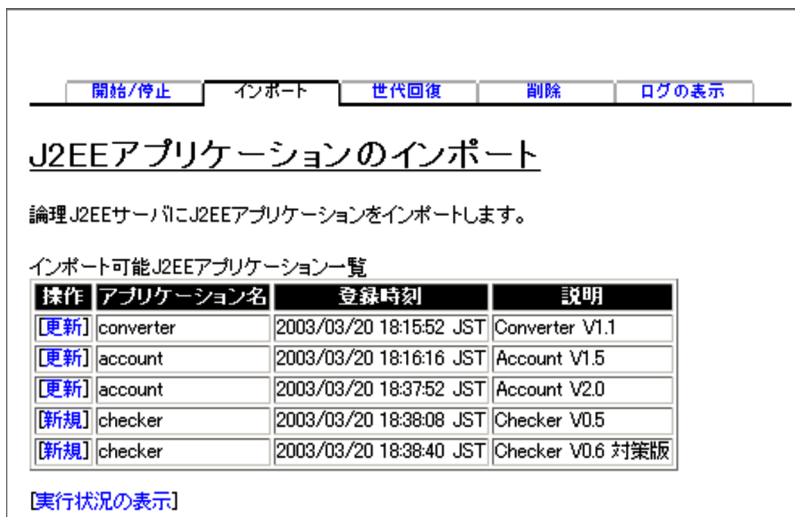 開始/停止 インポート 世代回復 削除 ログの表示
J2EEアプリケーションのインポート
論理J2EEサーバにJ2EEアプリケーションをインポートします。
インポート可能J2EEアプリケーション一覧
操作 アプリケーション名 登録時刻 説明
[更新] converter 2003/03/20 18:15:52 JST Converter V1.1
[更新] account 2003/03/20 18:16:16 JST Account V1.5
[更新] account 2003/03/20 18:37:52 JST Account V2.0
[新規] checker 2003/03/20 18:38:08 JST Checker V0.5
[新規] checker 2003/03/20 18:38:40 JST Checker V0.6 対策版
[実行状況の表示]